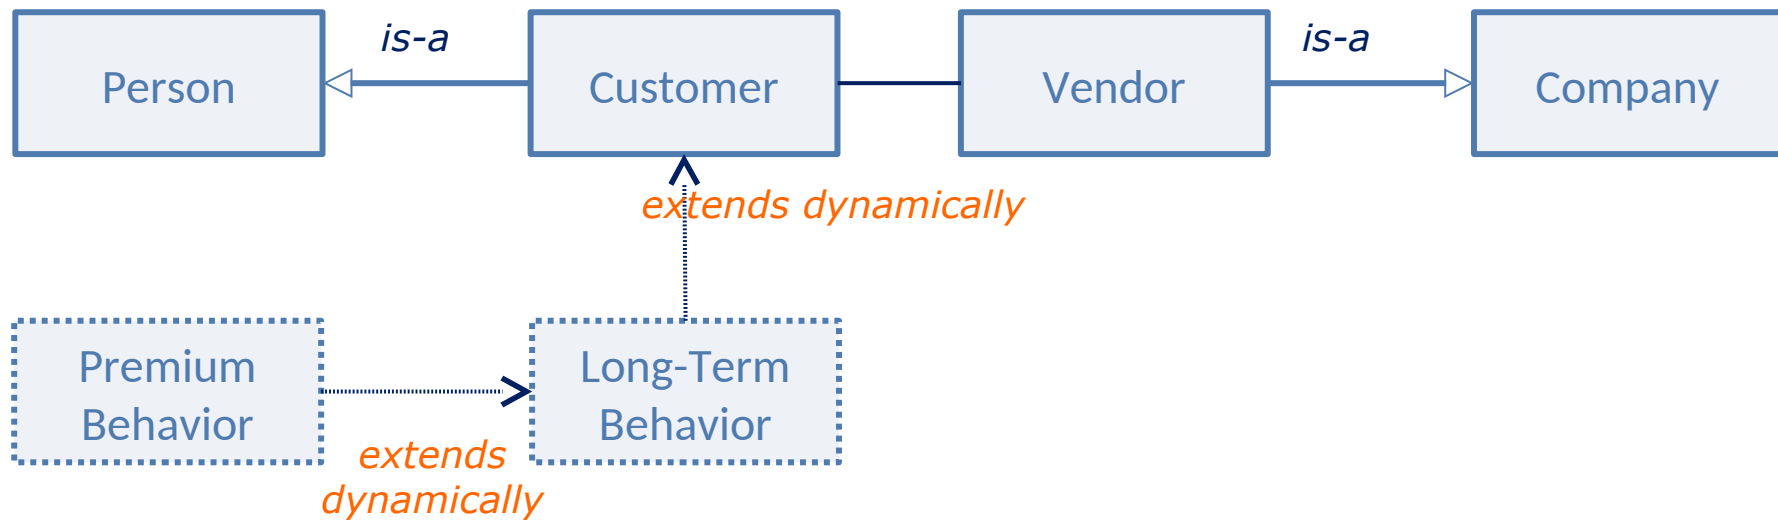 Person
is-a
Customer
Vendor
is-a
Company
extends dynamically
Premium
Behavior
extends
dynamically
Long-Term
Behavior